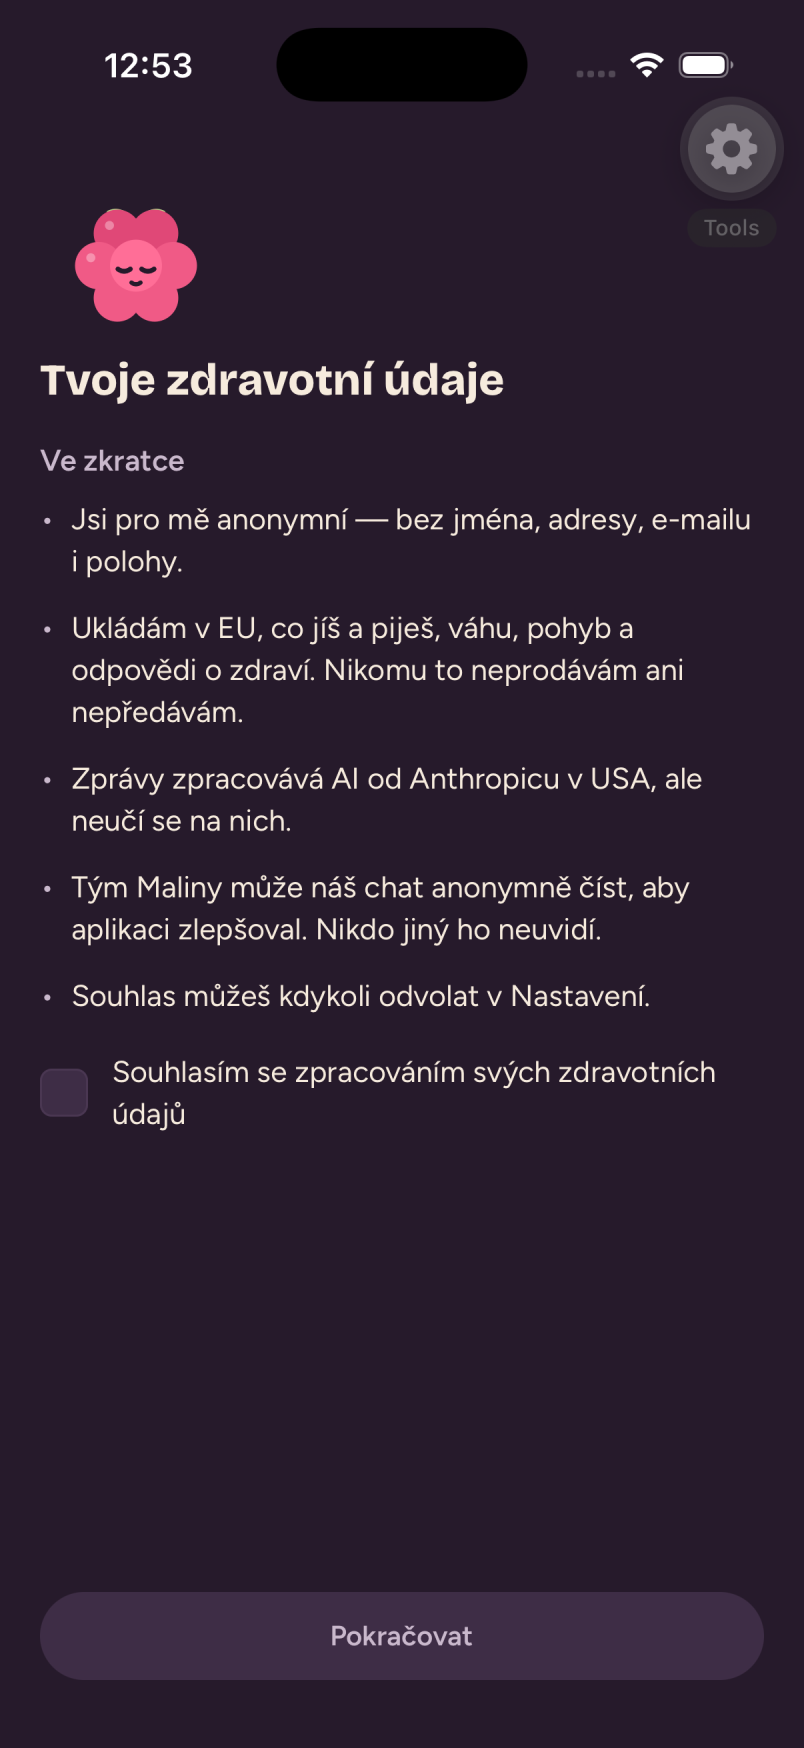 12:53
Tools
Tvoje zdravotní údaje
Ve zkratce
• Jsi pro mě anonymní — bez jména, adresy, e-mailu
i polohy.
• Ukládám v EU, co jíš a piješ, váhu, pohyb a
odpovědi o zdraví. Nikomu to neprodávám ani
nepředávám.
• Zprávy zpracovává AI od Anthropicu v USA, ale
neučí se na nich.
• Tým Maliny může náš chat anonymně číst, aby
aplikaci zlepšoval. Nikdo jiný ho neuvidí.
• Souhlas můžeš kdykoli odvolat v Nastavení.
Souhlasím se zpracováním svých zdravotních
údajů
Pokračovat